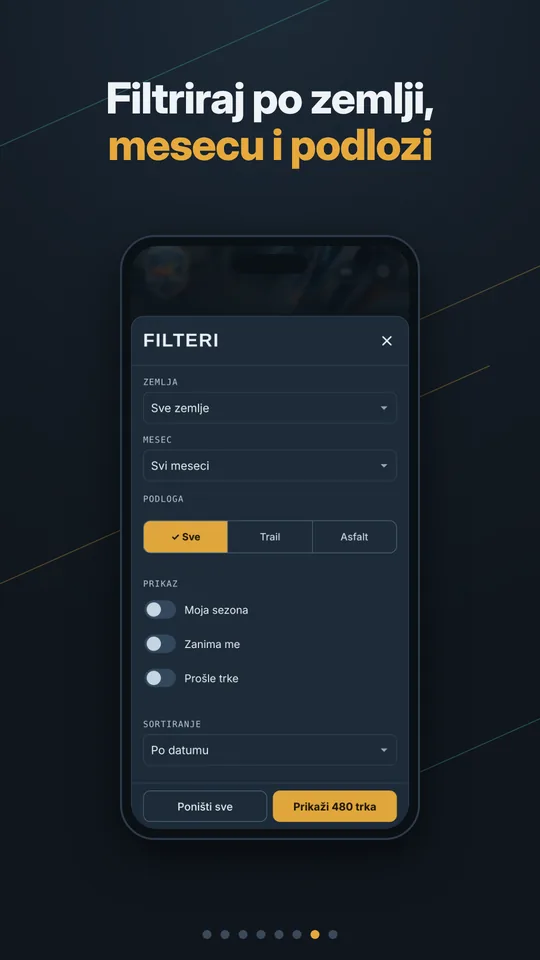 Filtriraj po zemlji,
mesecu i podlozi
FILTERI
ZEMLJA
Sve zemlje
MESEC
Svi meseci
PODLOGA
✓ Sve
Trail
Asfalt
PRIKAZ
Moja sezona
Zanima me
Prošle trke
SORTIRANJE
Po datumu
Poništi sve
Prikaži 480 trka